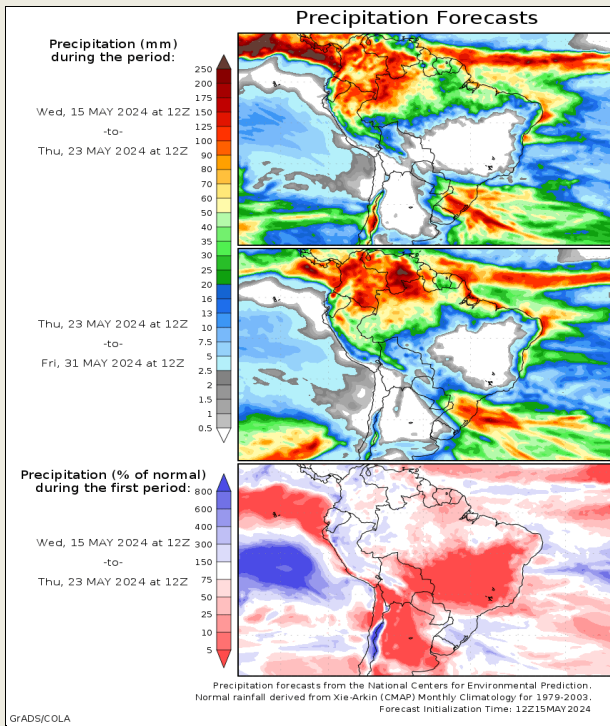 Precipitation Forecasts
Precipitation (mm)
during the period:
Wed, 15 MAY 2024 at 12Z
-to-
Thu, 23 MAY 2024 at 12Z
250
200
175
150
125
100
90
80
70
60
50
40
35
30
25
20
16
13
10
7.5
5
2.5
2
1.5
1
0.5
Thu, 23 MAY 2024 at 12Z
-to-
Fri, 31 MAY 2024 at 12Z
Precipitation (% of normal)
during the first period:
Wed, 15 MAY 2024 at 12Z
-to-
Thu, 23 MAY 2024 at 12Z
800
600
400
300
150
75
50
25
10
5
Precipitation forecasts from the National Centers for Environmental Prediction.
Normal rainfall derived from Xie-Arkin (CMAP) Monthly Climatology for 1979-2003.
Forecast Initialization Time: 12Z15MAY2024
GrADS/COLA